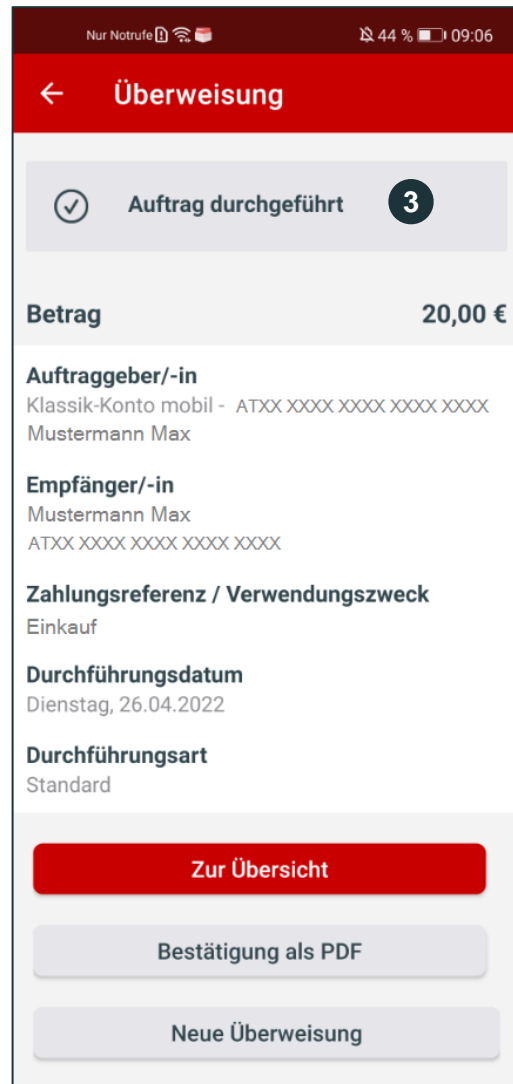 Nur Notrufe 44 % 09:06
Überweisung
Auftrag durchgeführt 3
Betrag 20,00 €
Auftraggeber/-in
Klassik-Konto mobil - ATXX XXXX XXXX XXXX XXXX
Mustermann Max
Empfänger/-in
Mustermann Max
ATXX XXXX XXXX XXXX XXXX
Zahlungsreferenz / Verwendungszweck
Einkauf
Durchführungsdatum
Dienstag, 26.04.2022
Durchführungsart
Standard
Zur Übersicht
Bestätigung als PDF
Neue Überweisung